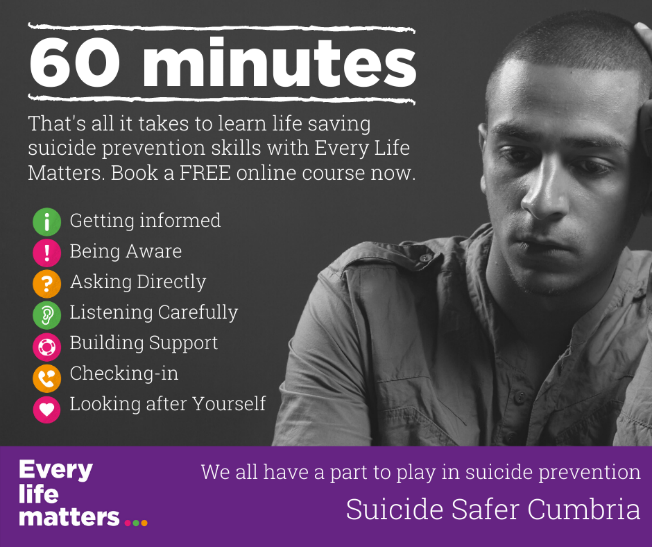 60 minutes
That's all it takes to learn life saving
suicide prevention skills with Every Life
Matters. Book a FREE online course now.
i Getting informed
! Being Aware
? Asking Directly
Listening Carefully
Building Support
Checking-in
Looking after Yourself
Every
life
matters...
We all have a part to play in suicide prevention
Suicide Safer Cumbria